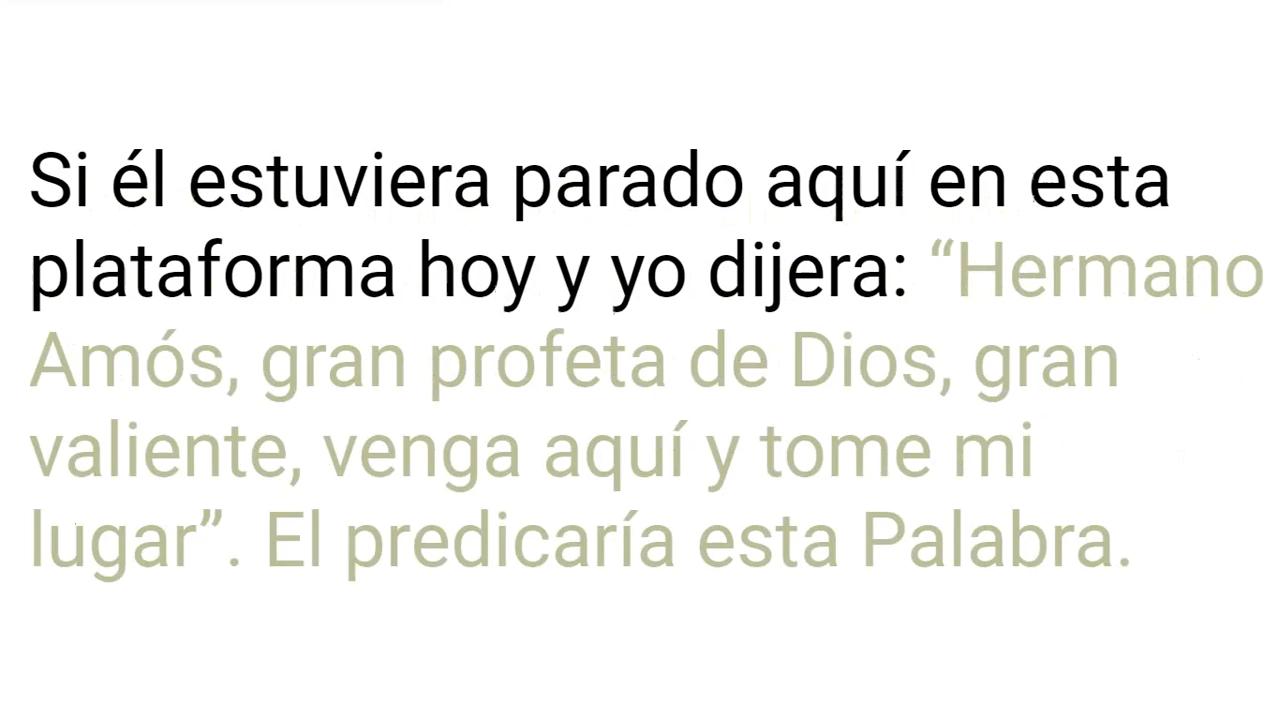 Si él estuviera parado aquí en esta
plataforma hoy y yo dijera: “Hermano
Amós, gran profeta de Dios, gran
valiente, venga aquí y tome mi
lugar”. El predicaría esta Palabra.